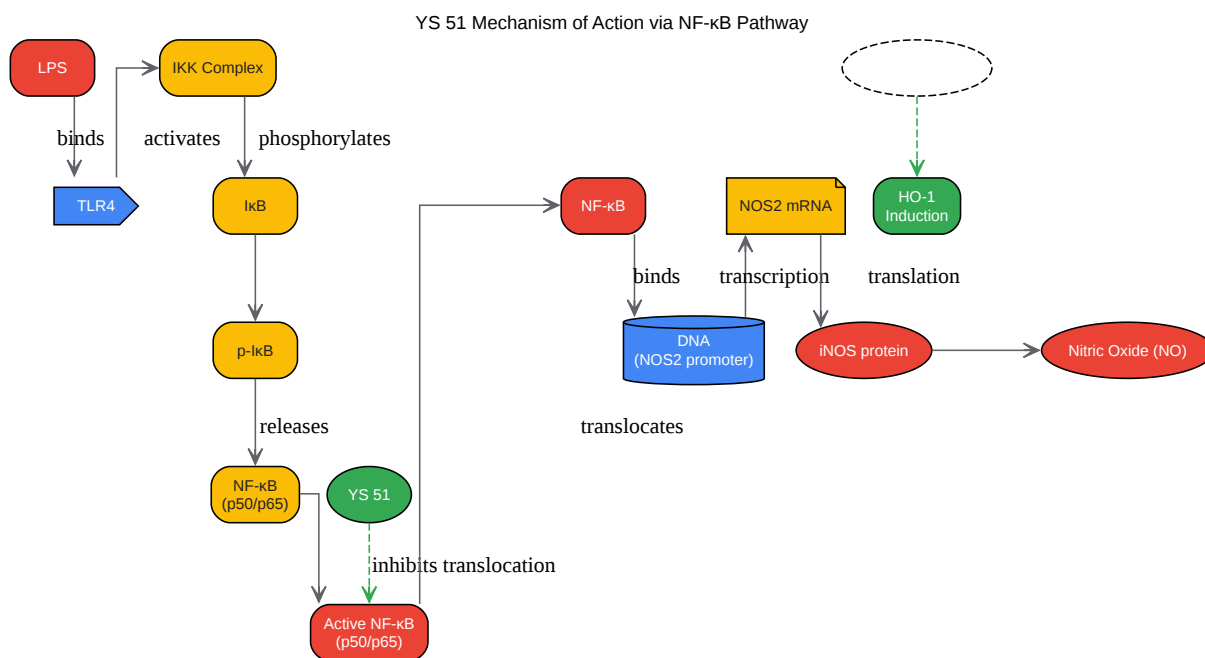 YS 51 Mechanism of Action via NF-κB Pathway
LPS
IKK Complex
binds
activates
phosphorylates
TLR4
IκB
NF-κB
NOS2 mRNA
HO-1
Induction
binds
transcription
translation
p-IκB
DNA
(NOS2 promoter)
iNOS protein
Nitric Oxide (NO)
releases
translocates
NF-κB
(p50/p65)
YS 51
inhibits translocation
Active NF-κB
(p50/p65)